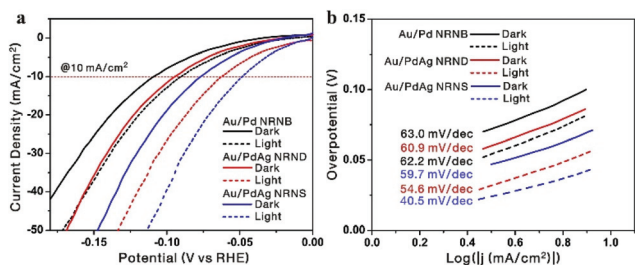 a
Current Density (mA/cm²)
0
-10
-20
-30
-40
-50
@10 mA/cm²
Au/Pd NRNB
Dark
Light
Au/PdAg NRND
Dark
Light
Au/PdAg NRNS
Dark
Light
-0.15
-0.10
-0.05
0.00
Potential (V vs RHE)
b
Overpotential (V)
0.15
0.10
0.05
0.00
Au/Pd NRNB
Dark
Light
Au/PdAg NRND
Dark
Light
Au/PdAg NRNS
Dark
Light
63.0 mV/dec
60.9 mV/dec
62.2 mV/dec
59.7 mV/dec
54.6 mV/dec
40.5 mV/dec
0.0
0.4
0.8
1.2
Log(|j (mA/cm²)|)